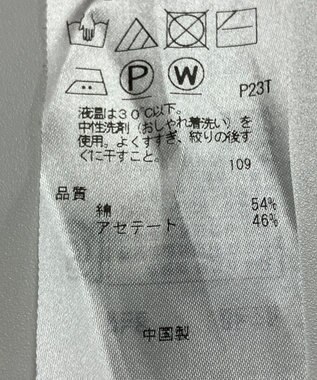 P W
P23T
液温は30℃以下。
中性洗剤(おしゃれ着洗い)を
使用。よくすすぎ、絞りの後す
ぐに干すこと。
109
品質
綿 54%
アセテート 46%
中国製